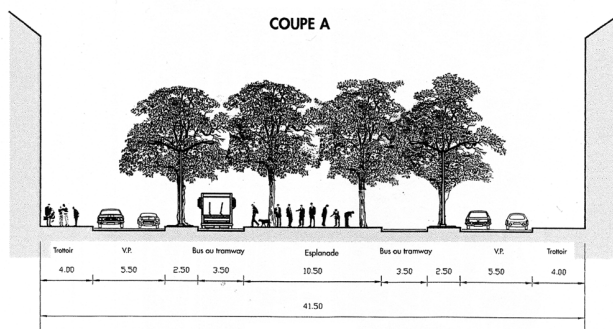 COUPE A
Trottoir V.P. Bus ou tramway Esplanade Bus ou tramway V.P. Trottoir
4.00 5.50 2.50 3.50 10.50 3.50 2.50 5.50 4.00
41.50